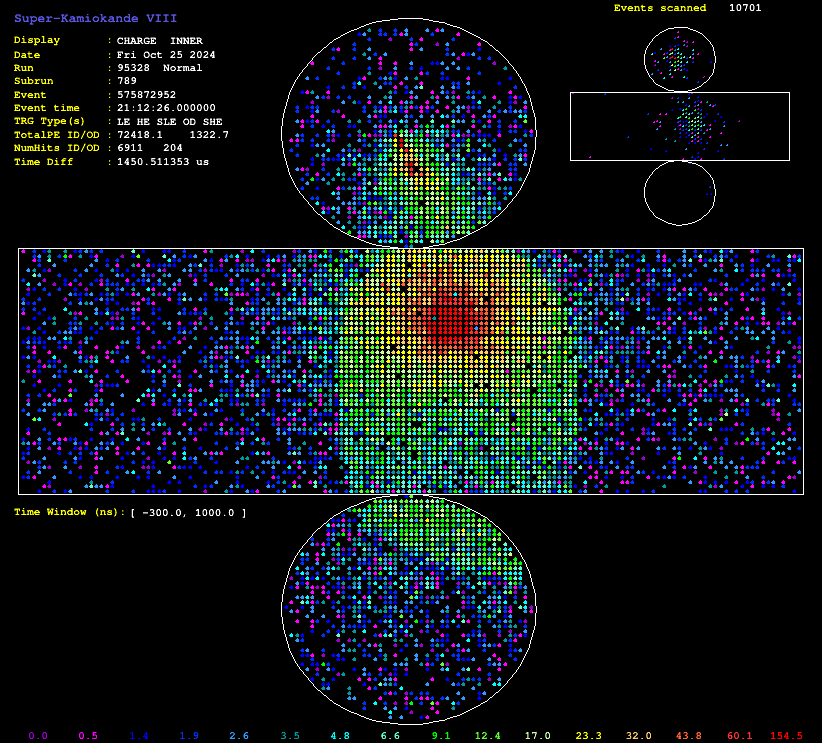 Events scanned 10701
Super-Kamiokande VIII
Display : CHARGE INNER
Date : Fri Oct 25 2024
Run : 95328 Normal
Subrun : 789
Event : 575872952
Event time : 21:12:26.000000
TRG Type(s) : LE HE SLE OD SHE
TotalPE ID/OD : 72418.1 1322.7
NumHits ID/OD : 6911 204
Time Diff : 1450.511353 us
Time Window (ns): [ -300.0, 1000.0 ]
0.0 0.5 1.4 1.9 2.6 3.5 4.8 6.6 9.1 12.4 17.0 23.3 32.0 43.8 60.1 154.5